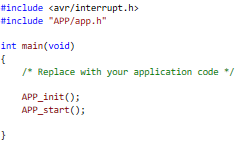 #include <avr/interrupt.h>
#include "APP/app.h"
int main(void)
{
/* Replace with your application code */
APP_init();
APP_start();
}